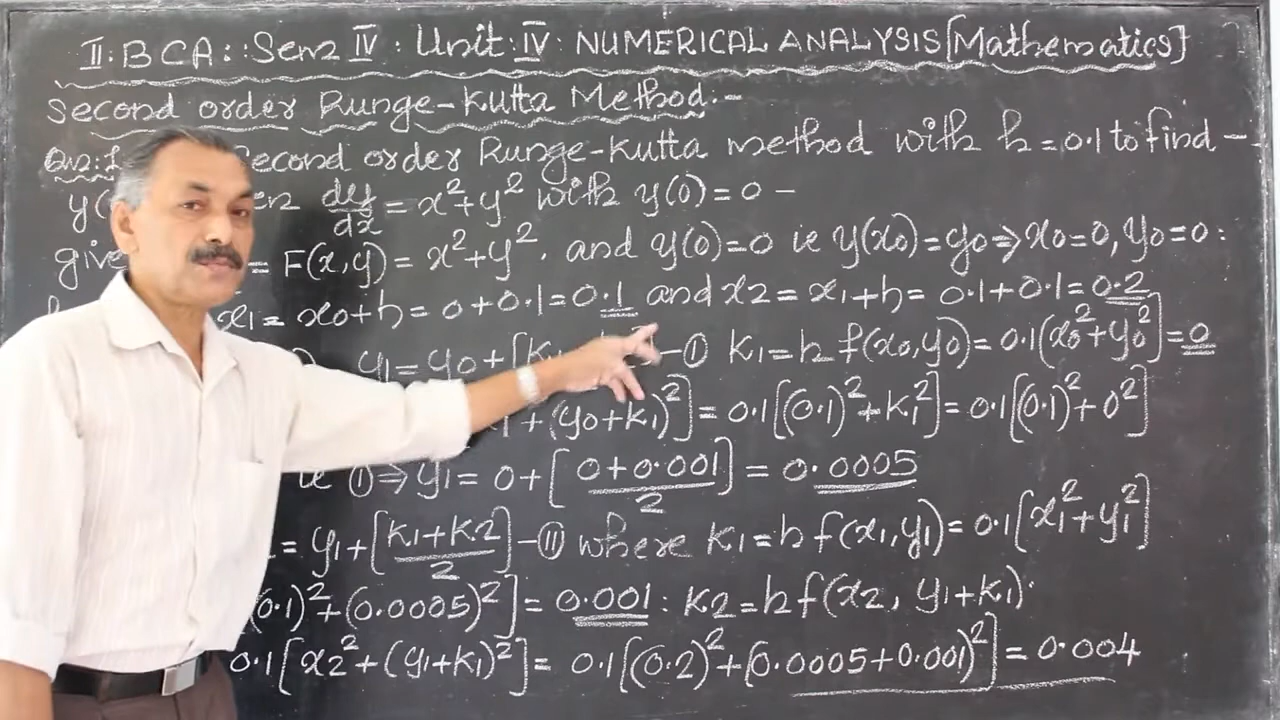 II: BCA:: Sem IV: Unit: IV: NUMERICAL ANALYSIS [Mathematics]
Second order Runge-Kutta Method:-
Second order Runge-Kutta method with h=0.1 to find -
y( dy/dx = x²+y² with y(0)=0 -
give = F(x,y) = x²+y². and y(0)=0 ie y(x0)=y0 ⇒ x0=0, y0=0:
x1 = x0+h = 0+0.1 = 0.1 and x2 = x1+h = 0.1+0.1 = 0.2
y1 = y0+[K1 -① K1 = h f(x0,y0) = 0.1(x0²+y0²] = 0
+(y0+K1)²] = 0.1[(0.1)²+K1²] = 0.1[(0.1)²+0²]
ie ① ⇒ y1 = 0+[0+0.001]/2 = 0.0005
= y1+[K1+K2]/2 -⑪ where K1 = h f(x1,y1) = 0.1[x1²+y1²]
(0.1)²+(0.0005)²] = 0.001: K2 = h f(x2, y1+K1).
0.1[x2²+(y1+K1)²] = 0.1[(0.2)²+(0.0005+0.001)²] = 0.004